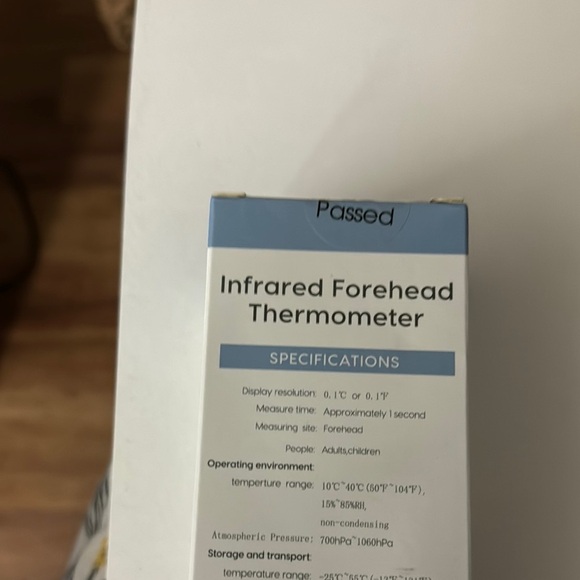 Passed
Infrared Forehead
Thermometer
SPECIFICATIONS
Display resolution: 0.1℃ or 0.1℉
Measure time: Approximately 1 second
Measuring site: Forehead
People: Adults,children
Operating environment:
temperture range: 10℃~40℃(50℉~104℉),
15%~85%RH,
non-condensing
Atmospheric Pressure: 700hPa~1060hPa
Storage and transport:
temperature range: